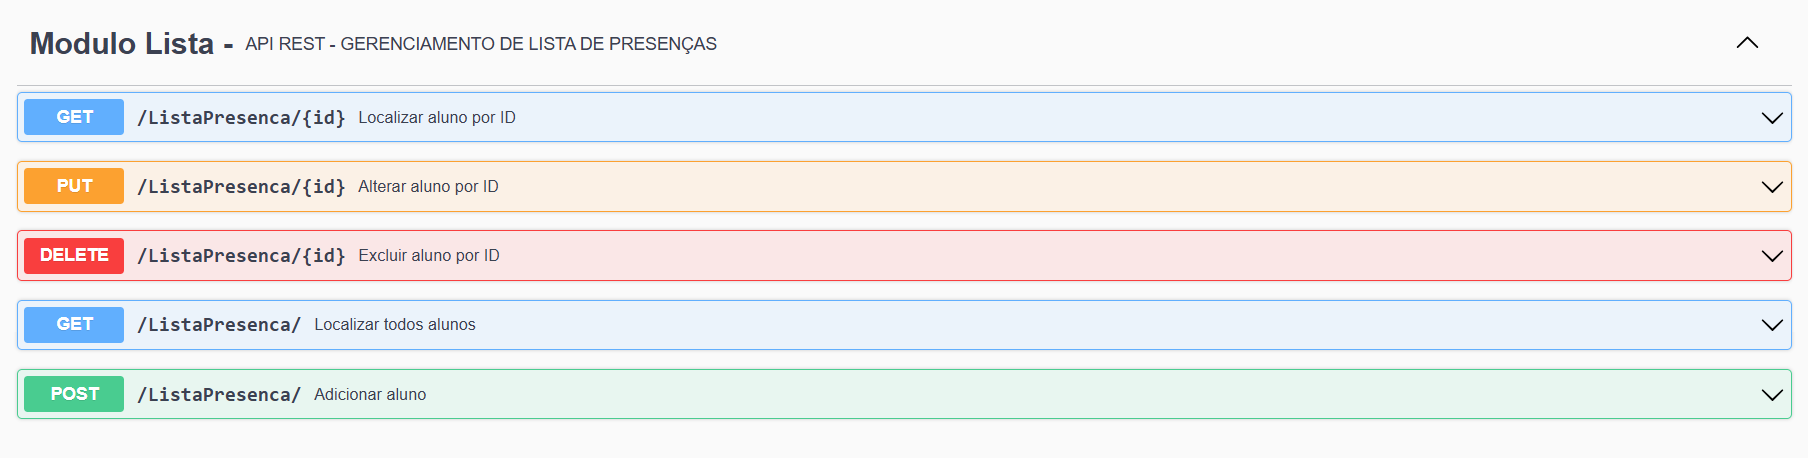 Modulo Lista - API REST - GERENCIAMENTO DE LISTA DE PRESENÇAS
GET /ListaPresenca/{id} Localizar aluno por ID
PUT /ListaPresenca/{id} Alterar aluno por ID
DELETE /ListaPresenca/{id} Excluir aluno por ID
GET /ListaPresenca/ Localizar todos alunos
POST /ListaPresenca/ Adicionar aluno